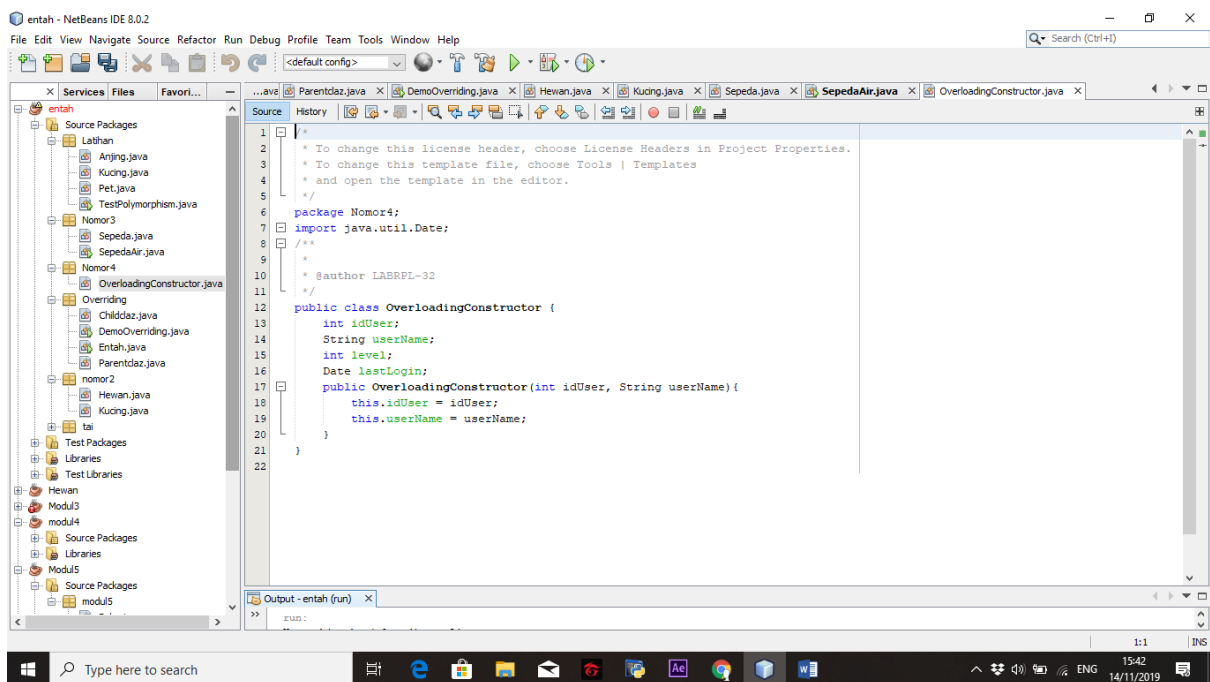 entah - NetBeans IDE 8.0.2
File Edit View Navigate Source Refactor Run Debug Profile Team Tools Window Help
Search (Ctrl+I)
<default config>
Services Files Favori...
...ava Parentclaz.java DemoOverriding.java Hewan.java Kucing.java Sepeda.java SepedaAir.java OverloadingConstructor.java
entah
Source Packages
Latihan
Anjing.java
Kucing.java
Pet.java
TestPolymorphism.java
Nomor3
Sepeda.java
SepedaAir.java
Nomor4
OverloadingConstructor.java
Overriding
Childclaz.java
DemoOverriding.java
Entah.java
Parentclaz.java
nomor2
Hewan.java
Kucing.java
tai
Test Packages
Libraries
Test Libraries
Hewan
Modul3
modul4
Source Packages
Libraries
Modul5
Source Packages
modul5
Source History
1 /*
2 * To change this license header, choose License Headers in Project Properties.
3 * To change this template file, choose Tools | Templates
4 * and open the template in the editor.
5 */
6 package Nomor4;
7 import java.util.Date;
8 /**
9 *
10 * @author LABRPL-32
11 */
12 public class OverloadingConstructor {
13 int idUser;
14 String userName;
15 int level;
16 Date lastLogin;
17 public OverloadingConstructor(int idUser, String userName){
18 this.idUser = idUser;
19 this.userName = userName;
20 }
21 }
22
Output - entah (run)
run:
1:1 INS
Type here to search
Ae
ENG
15:42
14/11/2019